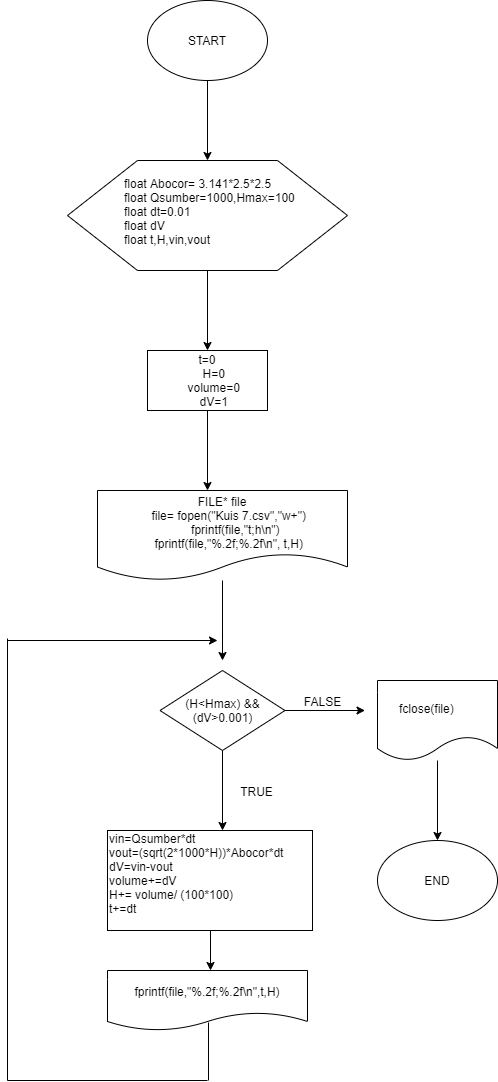 START
float Abocor= 3.141*2.5*2.5
float Qsumber=1000,Hmax=100
float dt=0.01
float dV
float t,H,vin,vout
t=0
H=0
volume=0
dV=1
FILE* file
file= fopen("Kuis 7.csv","w+")
fprintf(file,"t;h\n")
fprintf(file,"%.2f;%.2f\n", t,H)
(H<Hmax) &&
(dV>0.001)
FALSE
fclose(file)
TRUE
vin=Qsumber*dt
vout=(sqrt(2*1000*H))*Abocor*dt
dV=vin-vout
volume+=dV
H+= volume/ (100*100)
t+=dt
END
fprintf(file,"%.2f;%.2f\n",t,H)